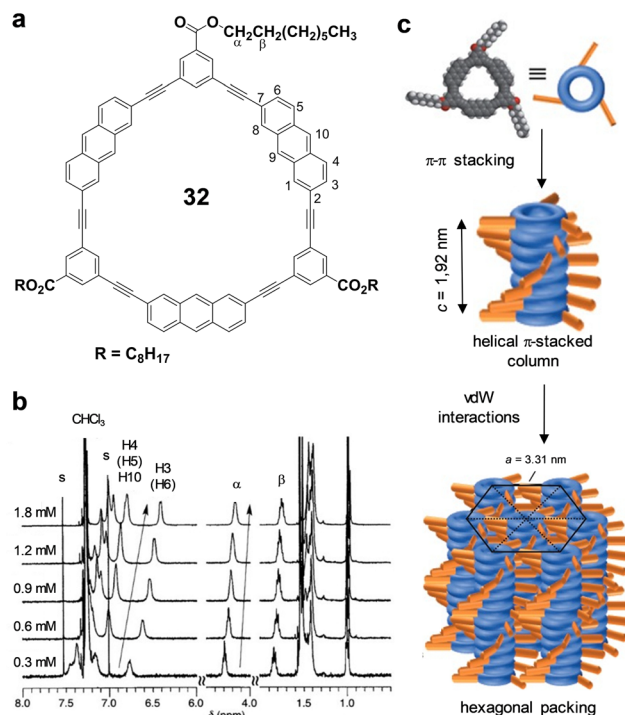 a
O
O
CH2CH2(CH2)5CH3
α
β
7
6
5
8
10
9
4
1
3
2
32
RO2C
CO2R
R = C8H17
b
CHCl3
s
s
H4
(H5)
H10
H3
(H6)
α
β
1.8 mM
1.2 mM
0.9 mM
0.6 mM
0.3 mM
8.0
7.5
7.0
6.5
6.0
4.0
1.5
1.0
δ (ppm)
c
≡
π-π stacking
c = 1,92 nm
helical π-stacked
column
vdW
interactions
a = 3.31 nm
hexagonal packing